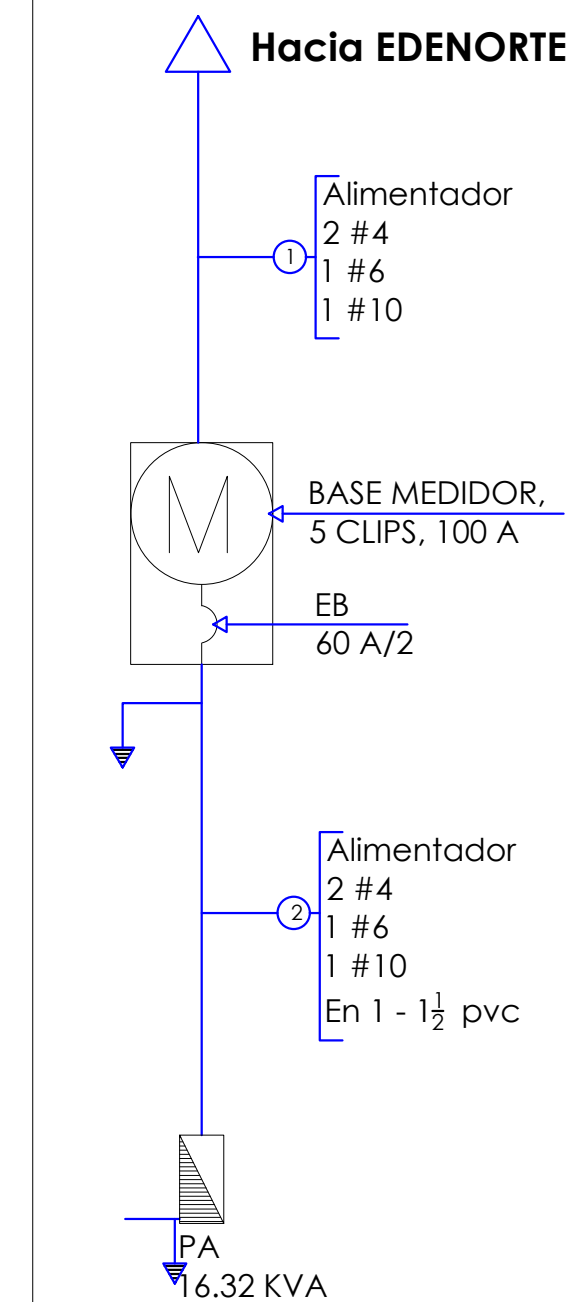 Hacia EDENORTE
Alimentador
1
2 #4
1 #6
1 #10
M
BASE MEDIDOR,
5 CLIPS, 100 A
EB
60 A/2
Alimentador
2 #4
2
1 #6
1 #10
En 1 - 1½ pvc
PA
16.32 KVA